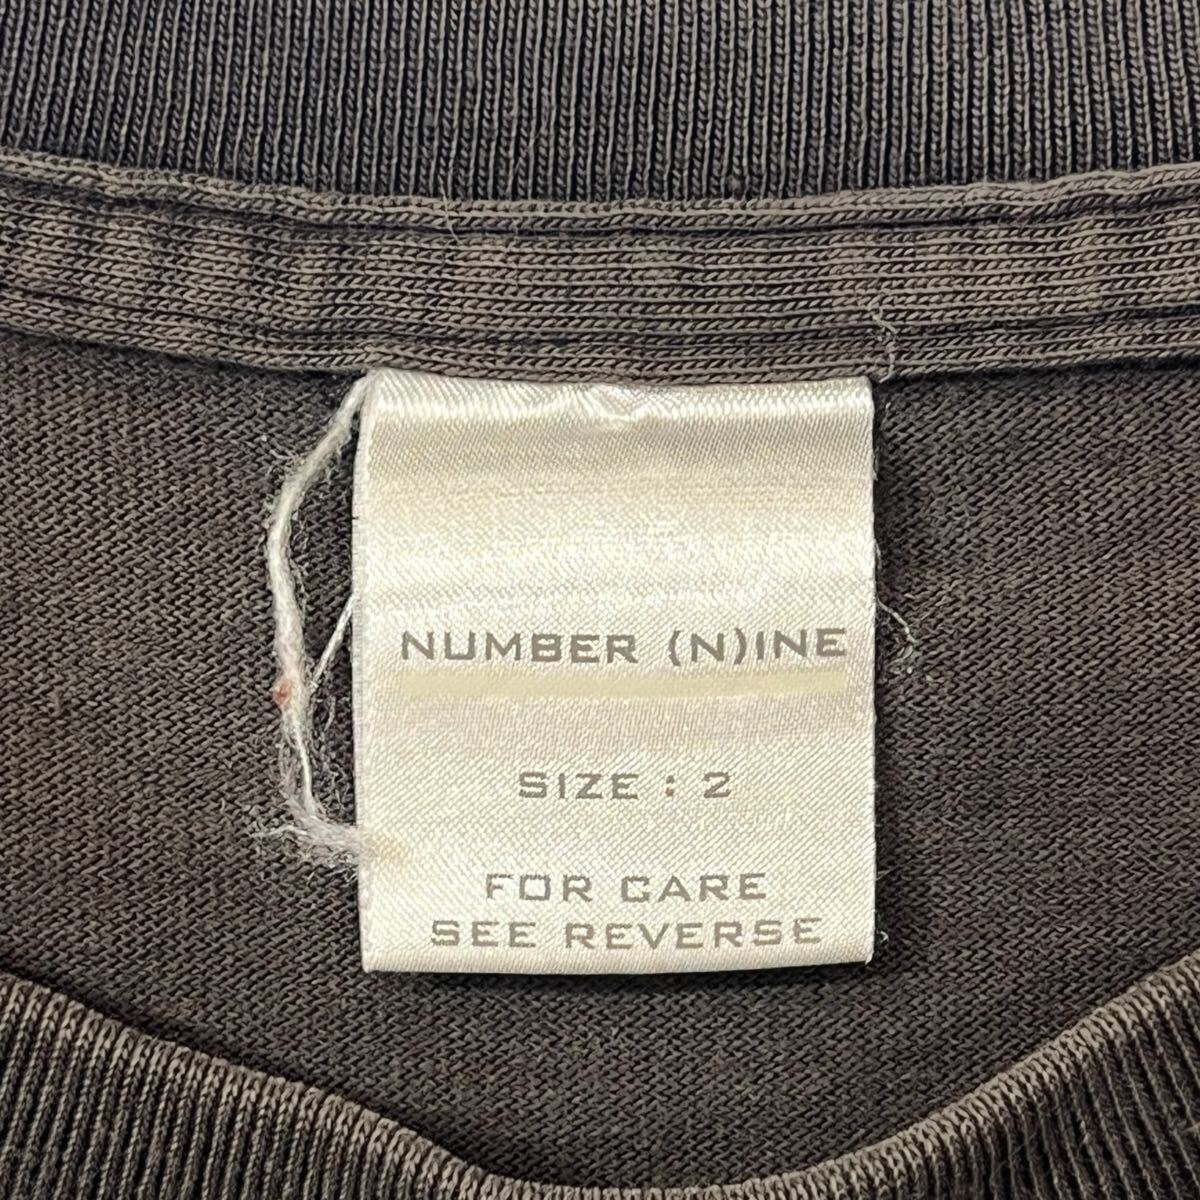 NUMBER (N)INE
SIZE : 2
FOR CARE
SEE REVERSE